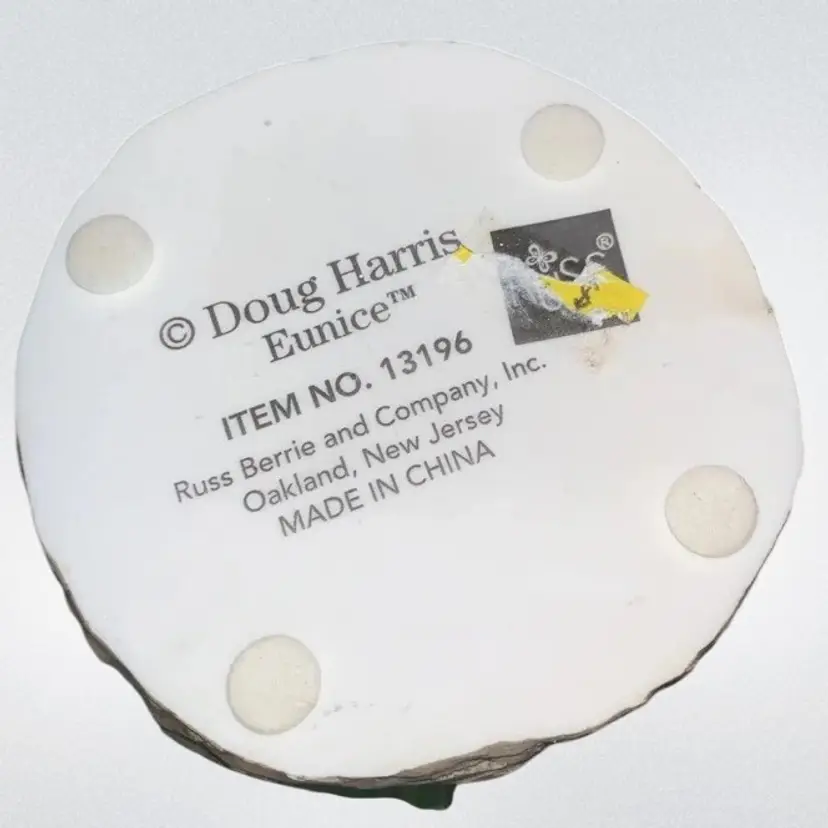 © Doug Harris
Eunice™
ITEM NO. 13196
Russ Berrie and Company, Inc.
Oakland, New Jersey
MADE IN CHINA